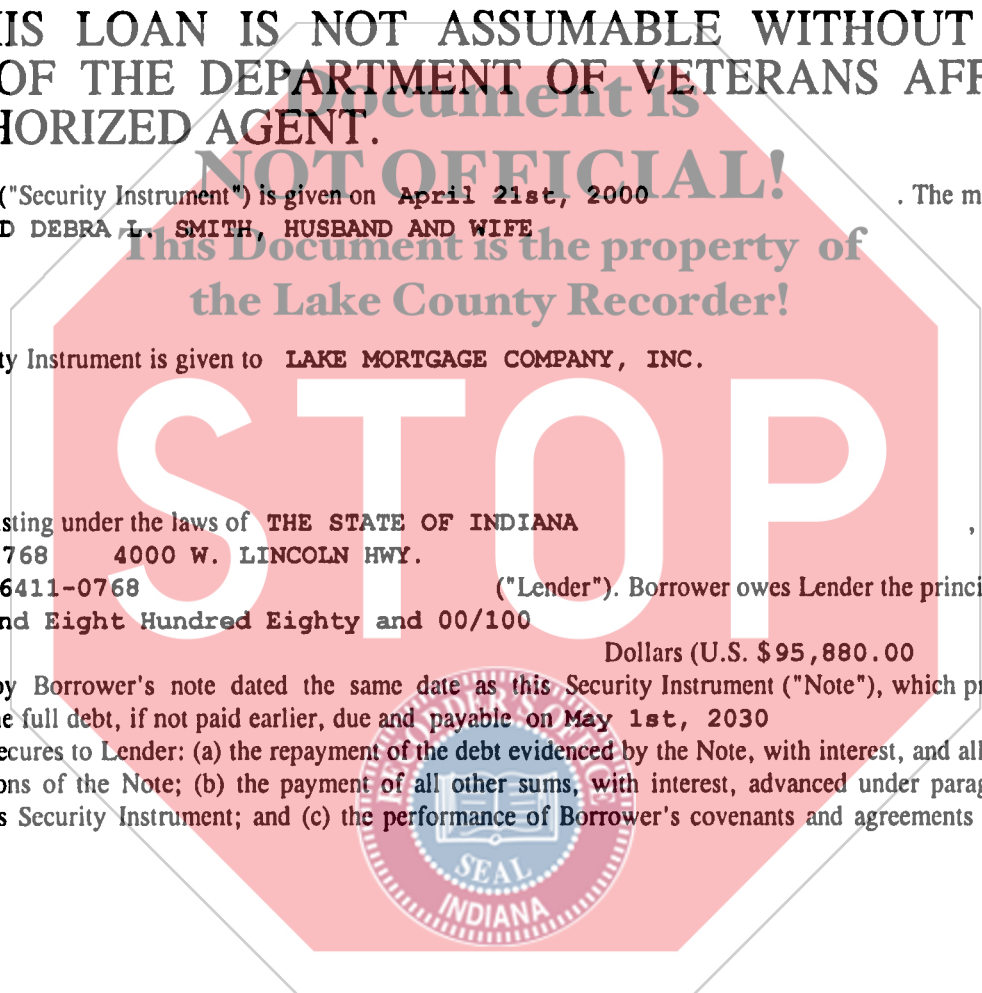 IS LOAN IS NOT ASSUMABLE WITHOUT
OF THE DEPARTMENT OF VETERANS AFF
HORIZED AGENT.
Document is
NOT OFFICIAL!
("Security Instrument") is given on April 21st, 2000 . The m
D DEBRA L. SMITH, HUSBAND AND WIFE
This Document is the property of
the Lake County Recorder!
ty Instrument is given to LAKE MORTGAGE COMPANY, INC.
STOP
sting under the laws of THE STATE OF INDIANA ,
768 4000 W. LINCOLN HWY.
6411-0768 ("Lender"). Borrower owes Lender the princi
nd Eight Hundred Eighty and 00/100
Dollars (U.S. $95,880.00
by Borrower's note dated the same date as this Security Instrument ("Note"), which pr
e full debt, if not paid earlier, due and payable on May 1st, 2030
ecures to Lender: (a) the repayment of the debt evidenced by the Note, with interest, and all
ons of the Note; (b) the payment of all other sums, with interest, advanced under parag
s Security Instrument; and (c) the performance of Borrower's covenants and agreements
RECORDER'S OFFICE
SEAL
INDIANA